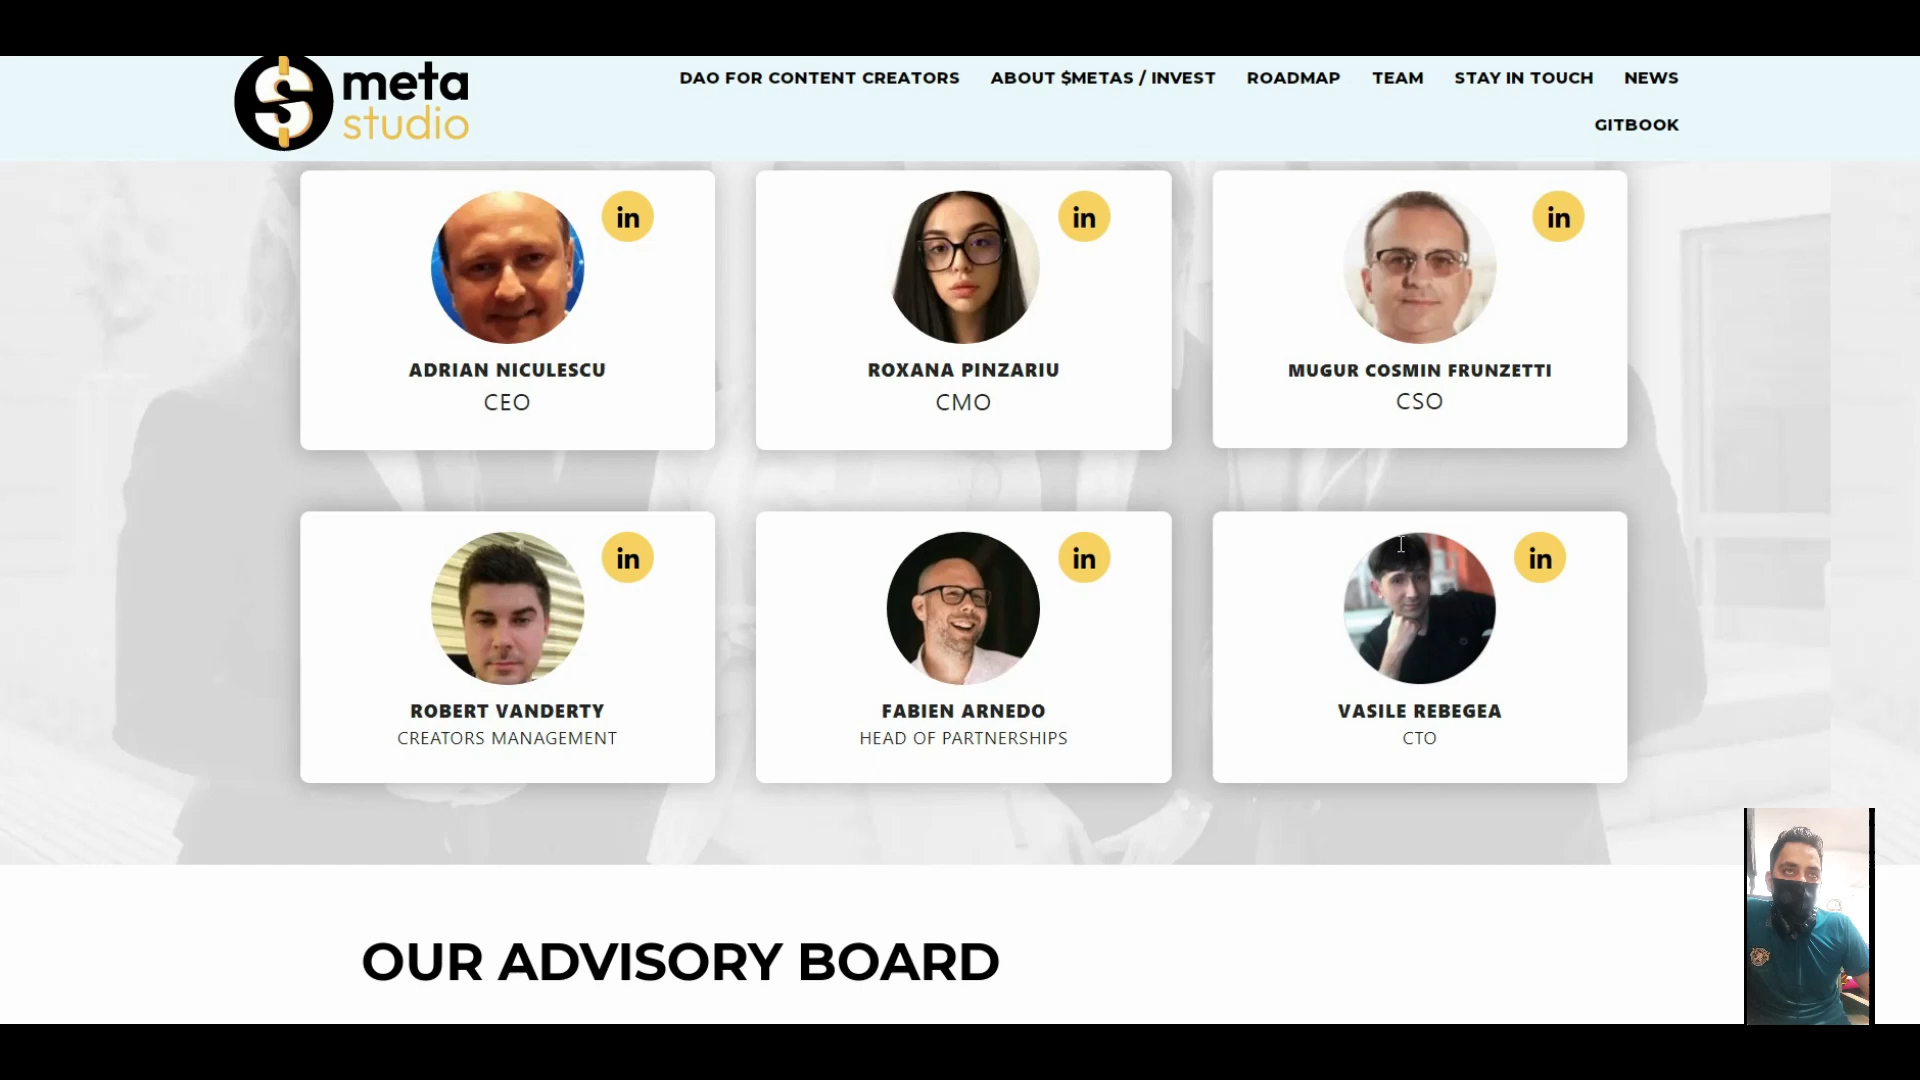 meta
studio
DAO FOR CONTENT CREATORS ABOUT $METAS / INVEST ROADMAP TEAM STAY IN TOUCH NEWS
GITBOOK
in in in
ADRIAN NICULESCU ROXANA PINZARIU MUGUR COSMIN FRUNZETTI
CEO CMO CSO
in in in
ROBERT VANDERTY FABIEN ARNEDO VASILE REBEGEA
CREATORS MANAGEMENT HEAD OF PARTNERSHIPS CTO
OUR ADVISORY BOARD